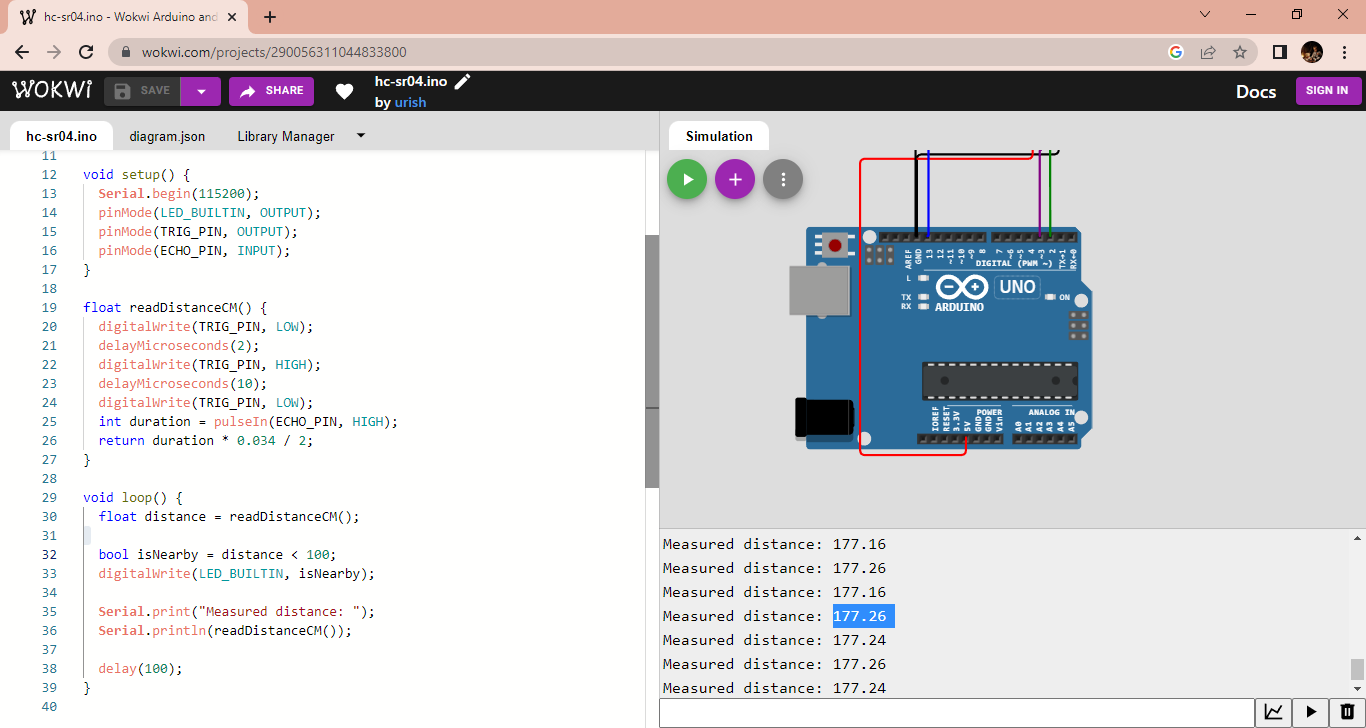 hc-sr04.ino - Wokwi Arduino and
wokwi.com/projects/290056311044833800
WOKWI
SAVE
SHARE
hc-sr04.ino
by urish
Docs
SIGN IN
hc-sr04.ino
diagram.json
Library Manager
11
12 void setup() {
13 Serial.begin(115200);
14 pinMode(LED_BUILTIN, OUTPUT);
15 pinMode(TRIG_PIN, OUTPUT);
16 pinMode(ECHO_PIN, INPUT);
17 }
18
19 float readDistanceCM() {
20 digitalWrite(TRIG_PIN, LOW);
21 delayMicroseconds(2);
22 digitalWrite(TRIG_PIN, HIGH);
23 delayMicroseconds(10);
24 digitalWrite(TRIG_PIN, LOW);
25 int duration = pulseIn(ECHO_PIN, HIGH);
26 return duration * 0.034 / 2;
27 }
28
29 void loop() {
30 float distance = readDistanceCM();
31
32 bool isNearby = distance < 100;
33 digitalWrite(LED_BUILTIN, isNearby);
34
35 Serial.print("Measured distance: ");
36 Serial.println(readDistanceCM());
37
38 delay(100);
39 }
40
Simulation
AREF
GND
13
12
~11
~10
~9
8
7
~6
~5
4
~3
2
TX→1
RX←0
DIGITAL (PWM ~)
L
TX
RX
UNO
ON
ARDUINO
IOREF
RESET
3.3V
5V
GND
GND
Vin
POWER
ANALOG IN
A0
A1
A2
A3
A4
A5
Measured distance: 177.16
Measured distance: 177.26
Measured distance: 177.16
Measured distance: 177.26
Measured distance: 177.24
Measured distance: 177.26
Measured distance: 177.24